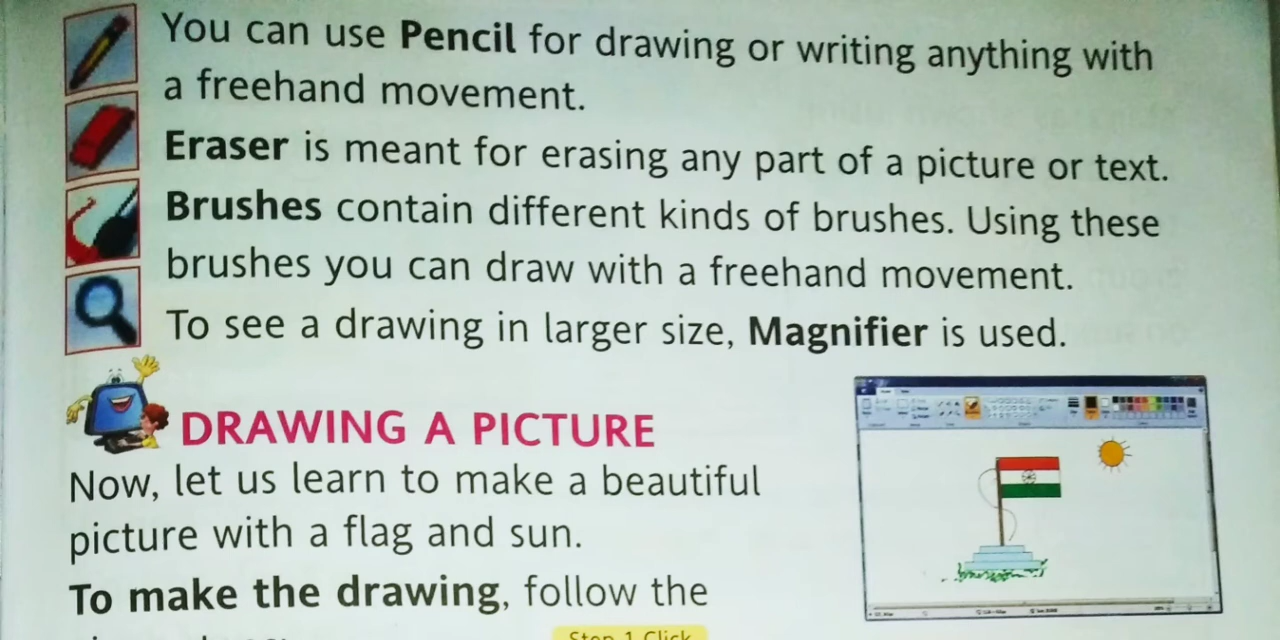 You can use Pencil for drawing or writing anything with
a freehand movement.
Eraser is meant for erasing any part of a picture or text.
Brushes contain different kinds of brushes. Using these
brushes you can draw with a freehand movement.
To see a drawing in larger size, Magnifier is used.
DRAWING A PICTURE
Now, let us learn to make a beautiful
picture with a flag and sun.
To make the drawing, follow the
Step 1 Click